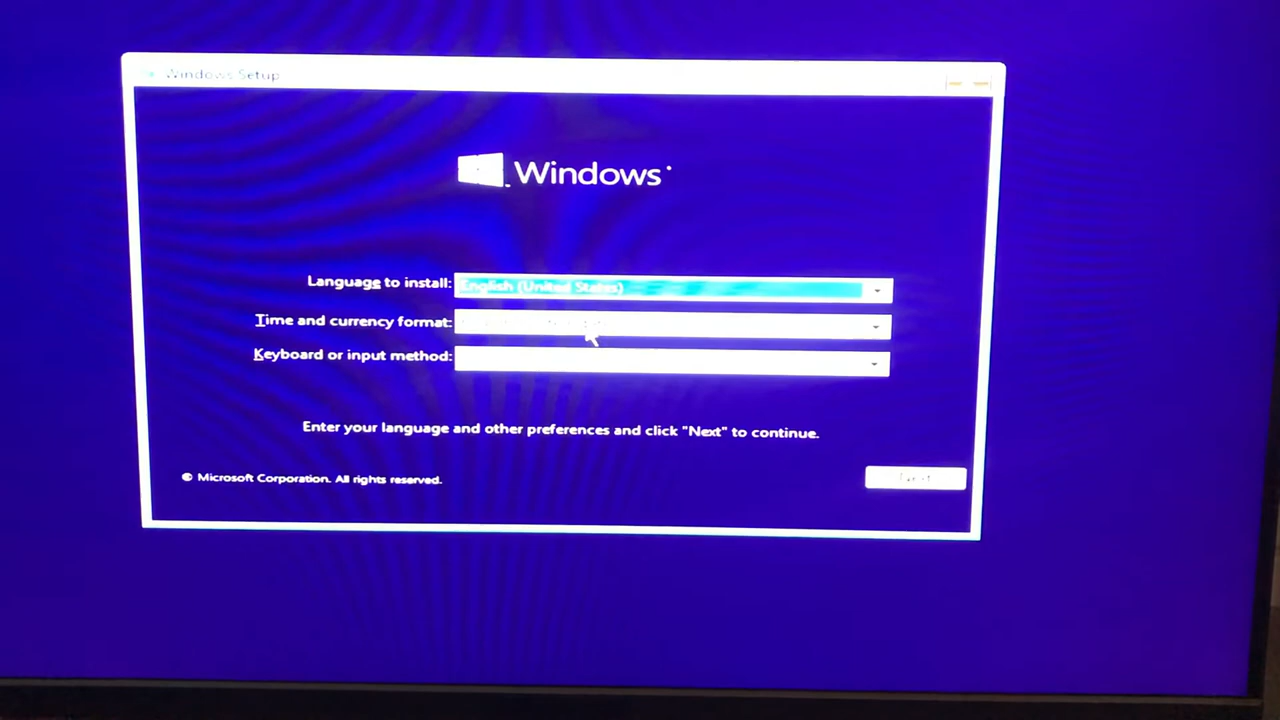 Windows Setup
Windows
Language to install: English (United States)
Time and currency format:
Keyboard or input method:
Enter your language and other preferences and click "Next" to continue.
© Microsoft Corporation. All rights reserved.
Next